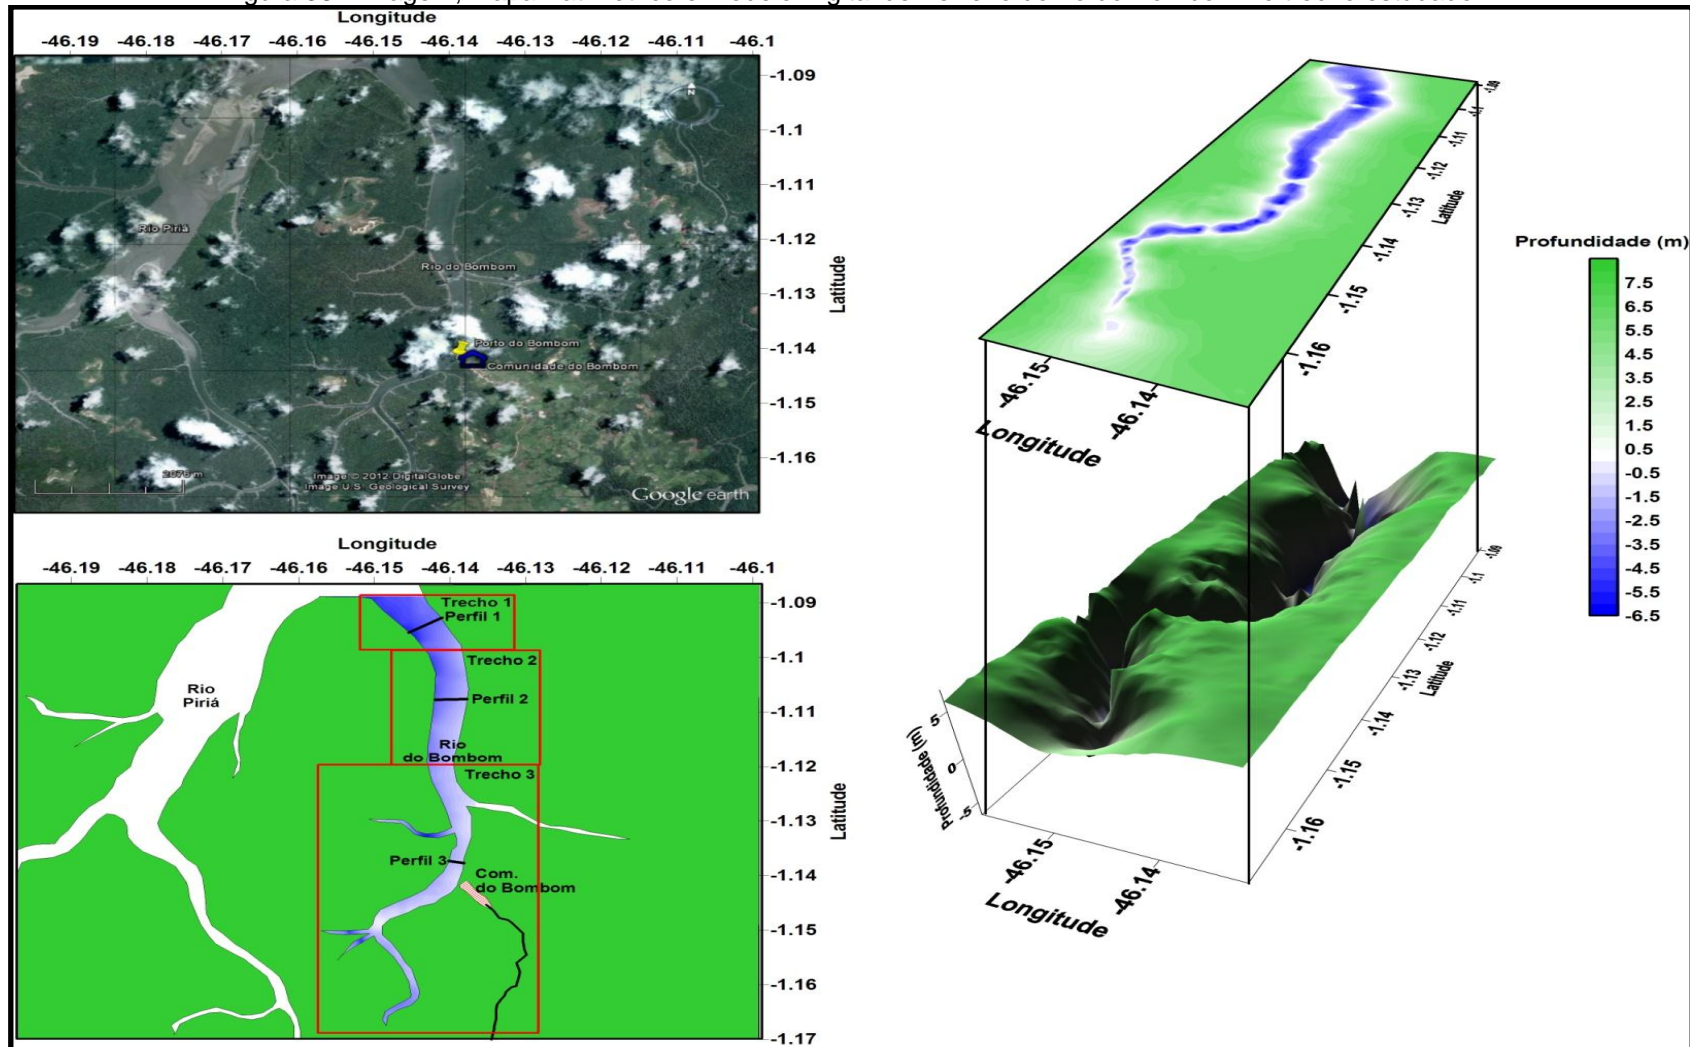 Longitude
-46.19 -46.18 -46.17 -46.16 -46.15 -46.14 -46.13 -46.12 -46.11 -46.1
-1.09
-1.1
-1.11
-1.12
-1.13
-1.14
-1.15
-1.16
Latitude
N
Rio Piriá
Rio do Bombom
Porto do Bombom
Comunidade do Bombom
2076 m
Image © 2012 DigitalGlobe
Image U.S. Geological Survey
Google earth
Longitude
-46.19 -46.18 -46.17 -46.16 -46.15 -46.14 -46.13 -46.12 -46.11 -46.1
-1.09
-1.1
-1.11
-1.12
-1.13
-1.14
-1.15
-1.16
-1.17
Latitude
Trecho 1
Perfil 1
Trecho 2
Perfil 2
Rio
Piriá
Rio
do Bombom
Trecho 3
Perfil 3
Com.
do Bombom
-1.09
-1.1
-1.11
-1.12
-1.13
-1.14
-1.15
-1.16
Latitude
-46.15
-46.14
Longitude
Profundidade (m)
7.5
6.5
5.5
4.5
3.5
2.5
1.5
0.5
-0.5
-1.5
-2.5
-3.5
-4.5
-5.5
-6.5
-1.09
-1.1
-1.11
-1.12
-1.13
-1.14
-1.15
-1.16
Latitude
5
0
-5
Profundidade (m)
-46.15
-46.14
Longitude